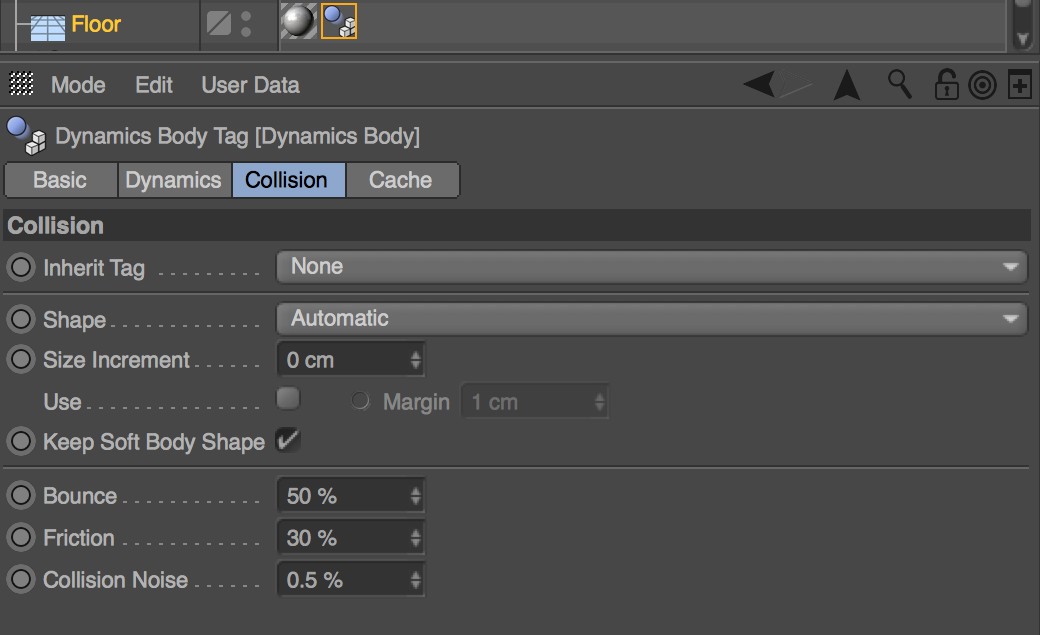 Floor
Mode Edit User Data
Dynamics Body Tag [Dynamics Body]
Basic Dynamics Collision Cache
Collision
Inherit Tag . . . . . . . . . None
Shape . . . . . . . . . . . . . Automatic
Size Increment . . . . . . 0 cm
Use . . . . . . . . . . . . . . . Margin 1 cm
Keep Soft Body Shape
Bounce . . . . . . . . . . . . 50 %
Friction . . . . . . . . . . . . 30 %
Collision Noise . . . . . . 0.5 %